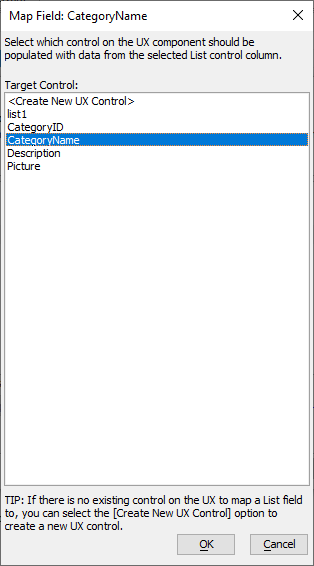 Map Field: CategoryName
Select which control on the UX component should be
populated with data from the selected List control column.
Target Control:
<Create New UX Control>
list1
CategoryID
CategoryName
Description
Picture
TIP: If there is no existing control on the UX to map a List field
to, you can select the [Create New UX Control] option to
create a new UX control.
OK Cancel